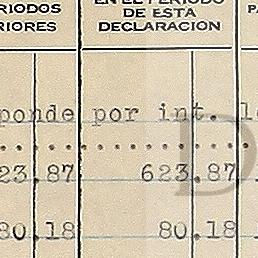 RIODOS EN EL PERIODO
RIORES DE ESTA
DECLARACION
ponde por int. l
23.87 623.87
80.18 80.18